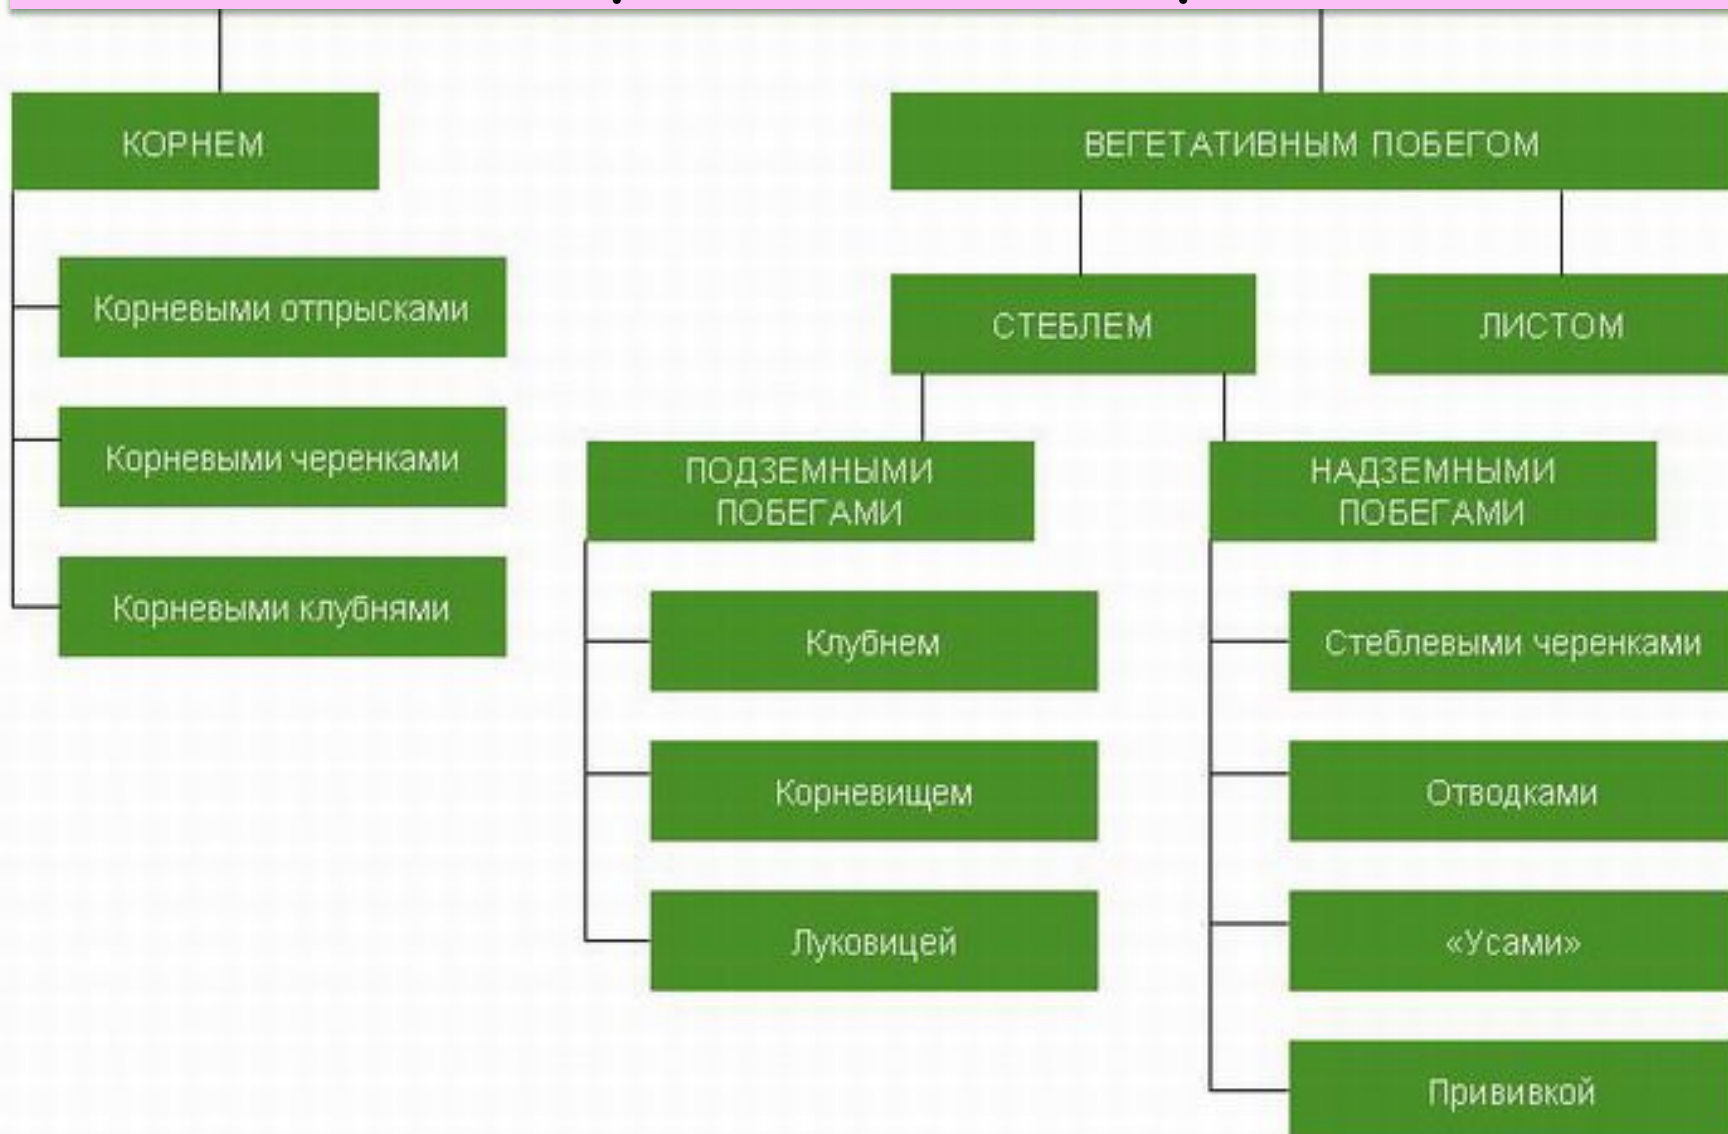 КОРНЕМ
Корневыми отпрысками
Корневыми черенками
Корневыми клубнями
ВЕГЕТАТИВНЫМ ПОБЕГОМ
СТЕБЛЕМ
ЛИСТОМ
ПОДЗЕМНЫМИ
ПОБЕГАМИ
Клубнем
Корневищем
Луковицей
НАДЗЕМНЫМИ
ПОБЕГАМИ
Стеблевыми черенками
Отводками
«Усами»
Прививкой